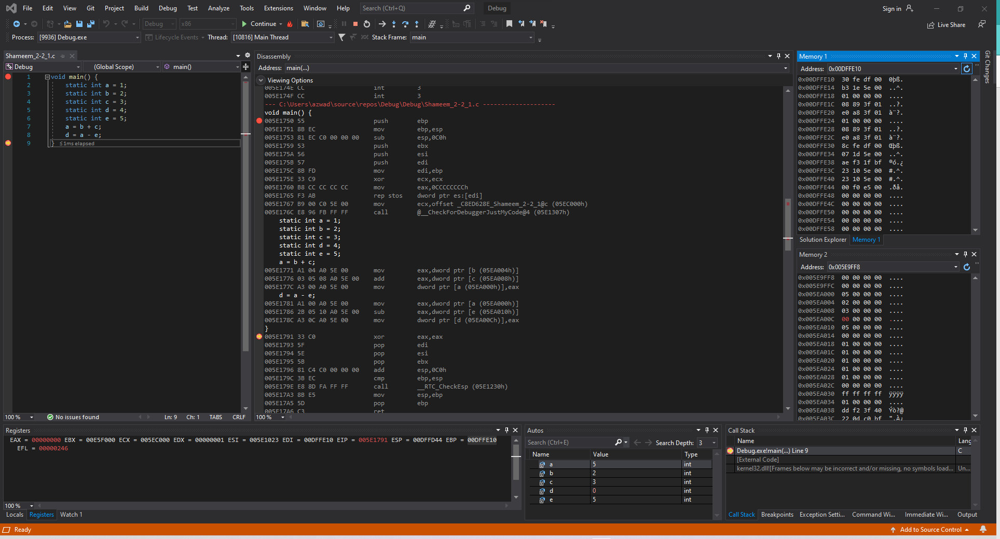 File Edit View Git Project Build Debug Test Analyze Tools Extensions Window Help Search (Ctrl+Q) Debug Sign in
Debug x86 Continue Live Share
Process: [9936] Debug.exe Lifecycle Events Thread: [10816] Main Thread Stack Frame: main
Shameem_2-2_1.c
Debug (Global Scope) main()
1 void main() {
2 static int a = 1;
3 static int b = 2;
4 static int c = 3;
5 static int d = 4;
6 static int e = 5;
7 a = b + c;
8 d = a - e;
9 } ≤1ms elapsed
100 % No issues found Ln: 9 Ch: 1 TABS CRLF
Disassembly
Address: main(...)
Viewing Options
005E174E CC int 3
005E174F CC int 3
--- C:\Users\azwad\source\repos\Debug\Debug\Shameem_2-2_1.c --------------------
void main() {
005E1750 55 push ebp
005E1751 8B EC mov ebp,esp
005E1753 81 EC C0 00 00 00 sub esp,0C0h
005E1759 53 push ebx
005E175A 56 push esi
005E175B 57 push edi
005E175C 8B FD mov edi,ebp
005E175E 33 C9 xor ecx,ecx
005E1760 B8 CC CC CC CC mov eax,0CCCCCCCCh
005E1765 F3 AB rep stos dword ptr es:[edi]
005E1767 B9 00 C0 5E 00 mov ecx,offset _C8ED628E_Shameem_2-2_1@c (05EC000h)
005E176C E8 96 FB FF FF call @__CheckForDebuggerJustMyCode@4 (05E1307h)
static int a = 1;
static int b = 2;
static int c = 3;
static int d = 4;
static int e = 5;
a = b + c;
005E1771 A1 04 A0 5E 00 mov eax,dword ptr [b (05EA004h)]
005E1776 03 05 08 A0 5E 00 add eax,dword ptr [c (05EA008h)]
005E177C A3 00 A0 5E 00 mov dword ptr [a (05EA000h)],eax
d = a - e;
005E1781 A1 00 A0 5E 00 mov eax,dword ptr [a (05EA000h)]
005E1786 2B 05 10 A0 5E 00 sub eax,dword ptr [e (05EA010h)]
005E178C A3 0C A0 5E 00 mov dword ptr [d (05EA00Ch)],eax
}
005E1791 33 C0 xor eax,eax
005E1793 5F pop edi
005E1794 5E pop esi
005E1795 5B pop ebx
005E1796 81 C4 C0 00 00 00 add esp,0C0h
005E179C 3B EC cmp ebp,esp
005E179E E8 8D FA FF FF call __RTC_CheckEsp (05E1230h)
005E17A3 8B E5 mov esp,ebp
005E17A5 5D pop ebp
005E17A6 C3 ret
100 %
Memory 1
Address: 0x00DFFE10
0x00DFFE10 30 fe df 00 0þß.
0x00DFFE14 b3 1e 5e 00 ..^.
0x00DFFE18 01 00 00 00 ....
0x00DFFE1C 08 89 3f 01 ..?.
0x00DFFE20 e0 a8 3f 01 à¨?.
0x00DFFE24 01 00 00 00 ....
0x00DFFE28 08 89 3f 01 ..?.
0x00DFFE2C e0 a8 3f 01 à¨?.
0x00DFFE30 8c fe df 00 Œþß.
0x00DFFE34 07 1d 5e 00 ..^.
0x00DFFE38 ae f3 1f bf ®ó.¿
0x00DFFE3C 23 10 5e 00 #.^.
0x00DFFE40 23 10 5e 00 #.^.
0x00DFFE44 00 f0 e5 00 .ðå.
0x00DFFE48 00 00 00 00 ....
0x00DFFE4C 00 00 00 00 ....
0x00DFFE50 00 00 00 00 ....
0x00DFFE54 00 00 00 00 ....
0x00DFFE58 00 00 00 00 ....
Solution Explorer Memory 1
Git Changes
Memory 2
Address: 0x005E9FF8
0x005E9FF8 00 00 00 00 ....
0x005E9FFC 00 00 00 00 ....
0x005EA000 05 00 00 00 ....
0x005EA004 02 00 00 00 ....
0x005EA008 03 00 00 00 ....
0x005EA00C 00 00 00 00 ....
0x005EA010 05 00 00 00 ....
0x005EA014 00 00 00 00 ....
0x005EA018 01 00 00 00 ....
0x005EA01C 01 00 00 00 ....
0x005EA020 01 00 00 00 ....
0x005EA024 01 00 00 00 ....
0x005EA028 01 00 00 00 ....
0x005EA02C 00 00 00 00 ....
0x005EA030 ff ff ff ff ÿÿÿÿ
0x005EA034 01 00 00 00 ....
0x005EA038 dd f2 3f 40 Ýò?@
0x005EA03C 22 0d c0 bf ".À¿
Registers
EAX = 00000000 EBX = 00E5F000 ECX = 005EC000 EDX = 00000001 ESI = 005E1023 EDI = 00DFFE10 EIP = 005E1791 ESP = 00DFFD44 EBP = 00DFFE10
EFL = 00000246
100 %
Locals Registers Watch 1
Autos
Search (Ctrl+E) Search Depth: 3
Name Value Type
a 5 int
b 2 int
c 3 int
d 0 int
e 5 int
Call Stack
Name Lang
Debug.exe!main(...) Line 9 C
[External Code]
kernel32.dll![Frames below may be incorrect and/or missing, no symbols load... Un...
Call Stack Breakpoints Exception Setti... Command Wi... Immediate Wi... Output
Ready Add to Source Control